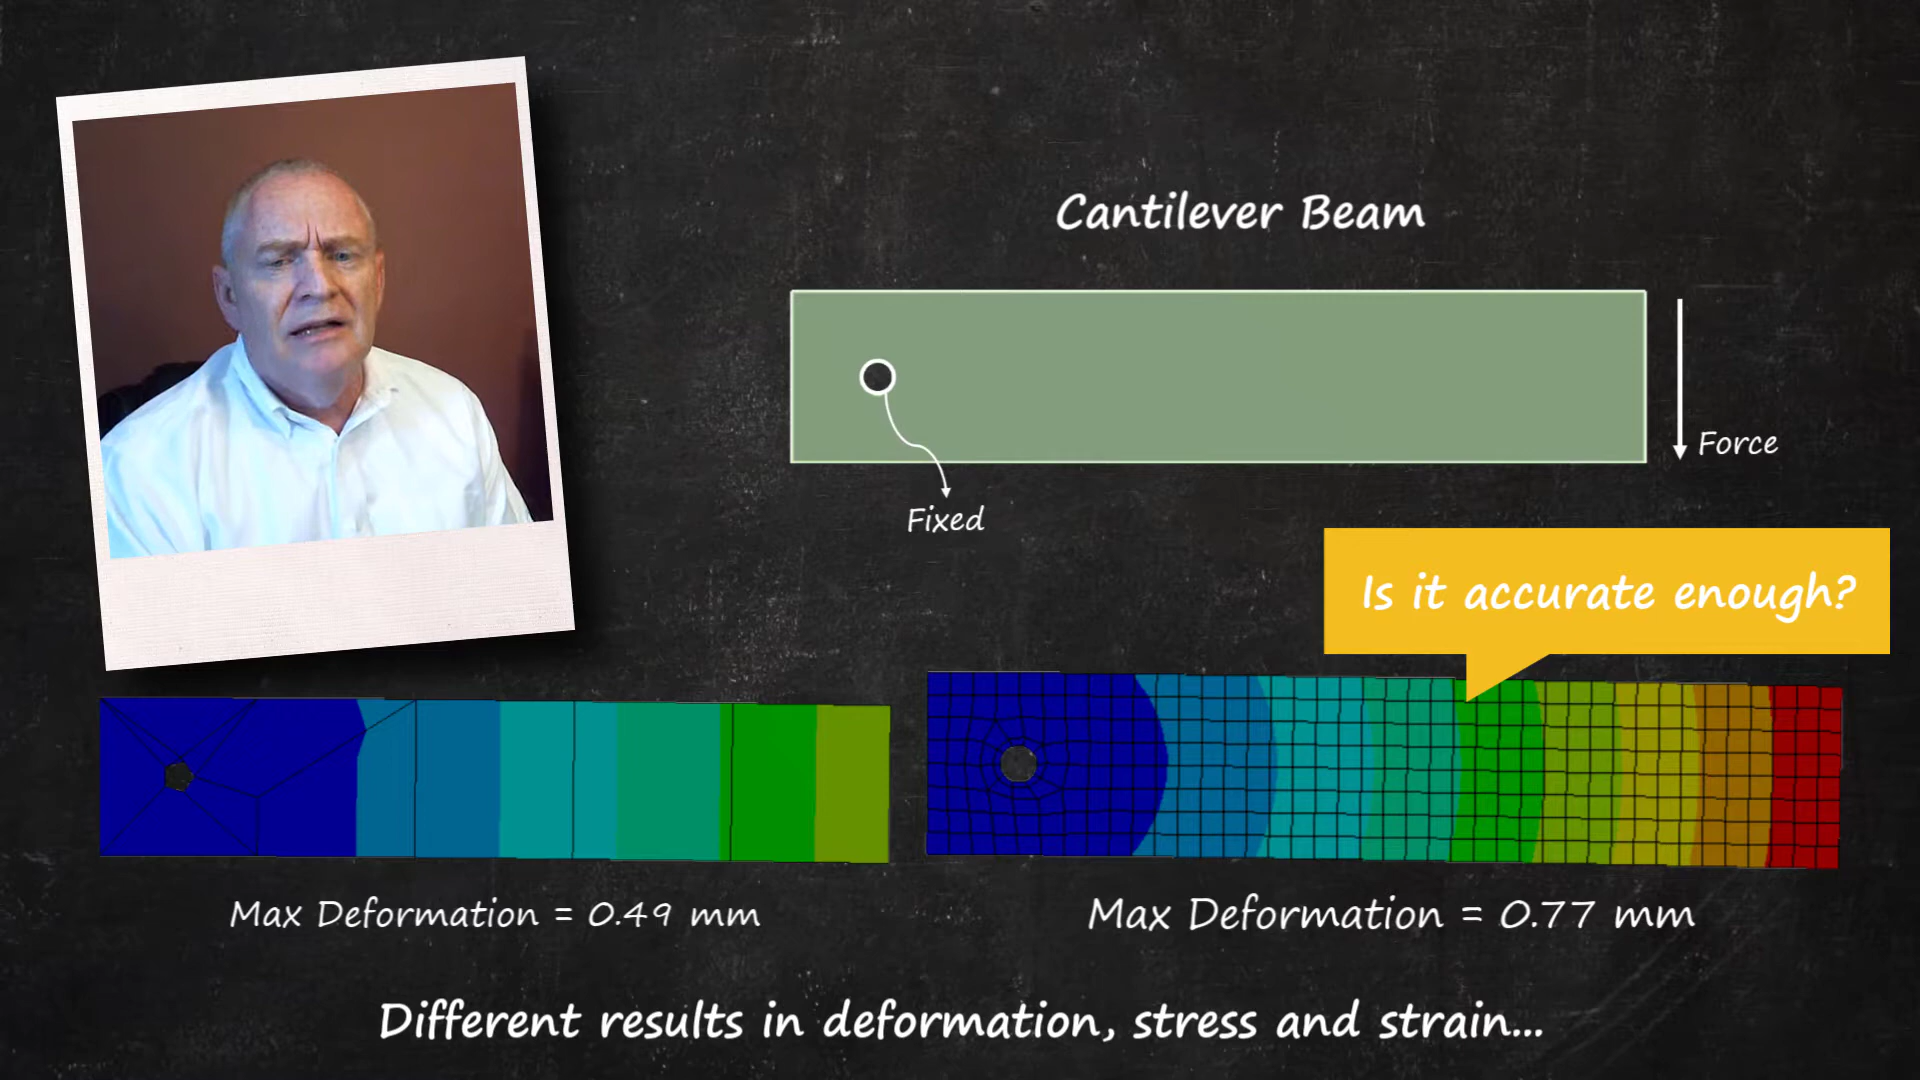 Cantilever Beam
Force
Fixed
Is it accurate enough?
Max Deformation = 0.49 mm
Max Deformation = 0.77 mm
Different results in deformation, stress and strain...